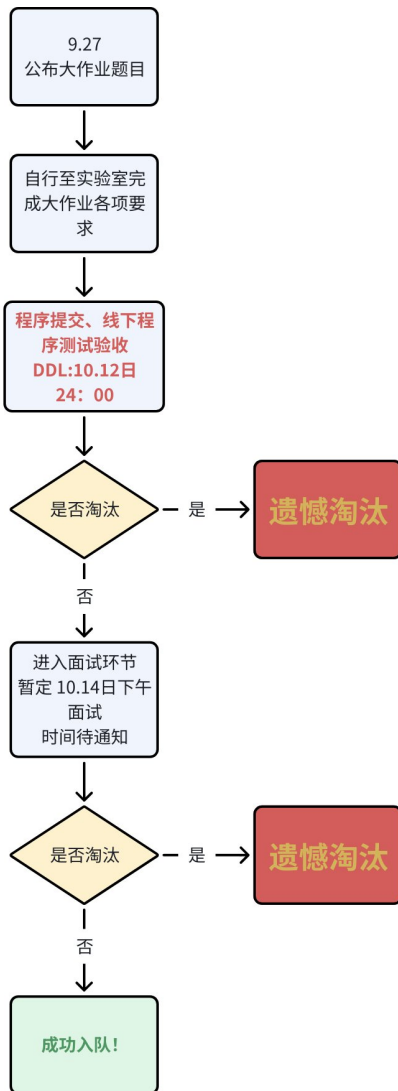 9.27
公布大作业题目
自行至实验室完
成大作业各项要
求
程序提交、线下程
序测试验收
DDL:10.12日
24：00
是否淘汰
是
遗憾淘汰
否
进入面试环节
暂定 10.14日下午
面试
时间待通知
是否淘汰
是
遗憾淘汰
否
成功入队！